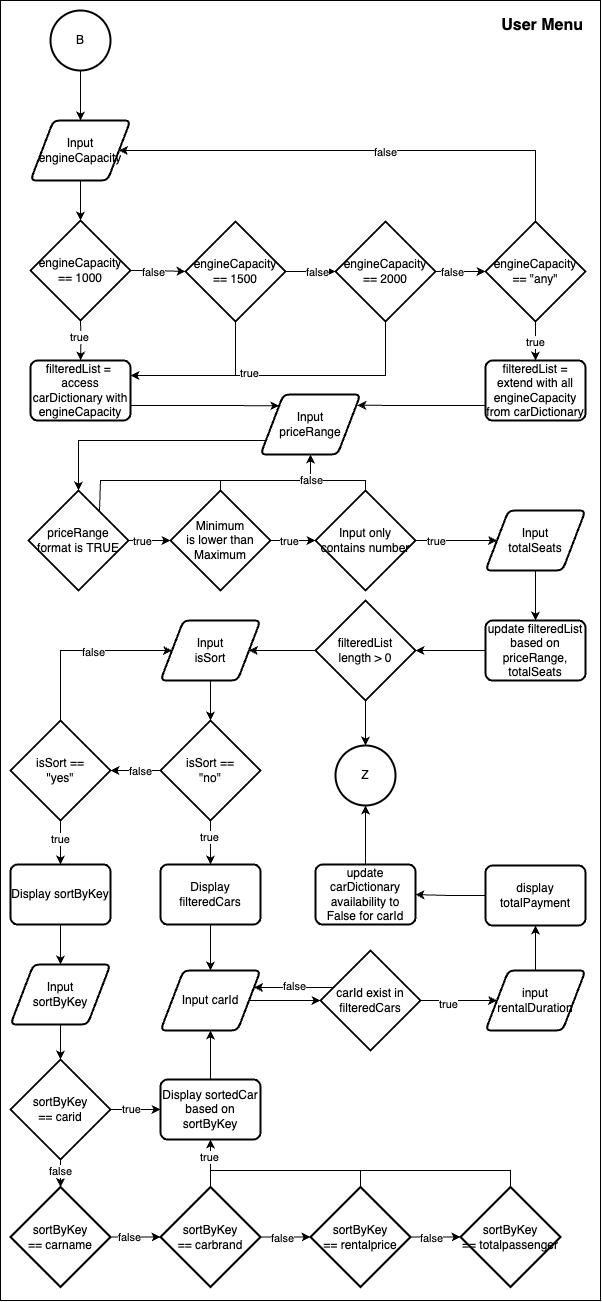 User Menu
B
Input
engineCapacity
false
engineCapacity
== 1000
false
engineCapacity
== 1500
false
engineCapacity
== 2000
false
engineCapacity
== "any"
true
true
true
filteredList =
access
carDictionary with
engineCapacity
filteredList =
extend with all
engineCapacity
from carDictionary
Input
priceRange
false
priceRange
format is TRUE
true
Minimum
is lower than
Maximum
true
Input only
contains number
true
Input
totalSeats
update filteredList
based on
priceRange,
totalSeats
filteredList
length > 0
Input
isSort
false
isSort ==
"yes"
false
isSort ==
"no"
Z
true
true
Display sortByKey
Display
filteredCars
update
carDictionary
availability to
False for carId
display
totalPayment
Input
sortByKey
Input carId
false
carId exist in
filteredCars
true
input
rentalDuration
sortByKey
== carid
true
Display sortedCar
based on
sortByKey
false
true
sortByKey
== carname
false
sortByKey
== carbrand
false
sortByKey
== rentalprice
false
sortByKey
== totalpassenger